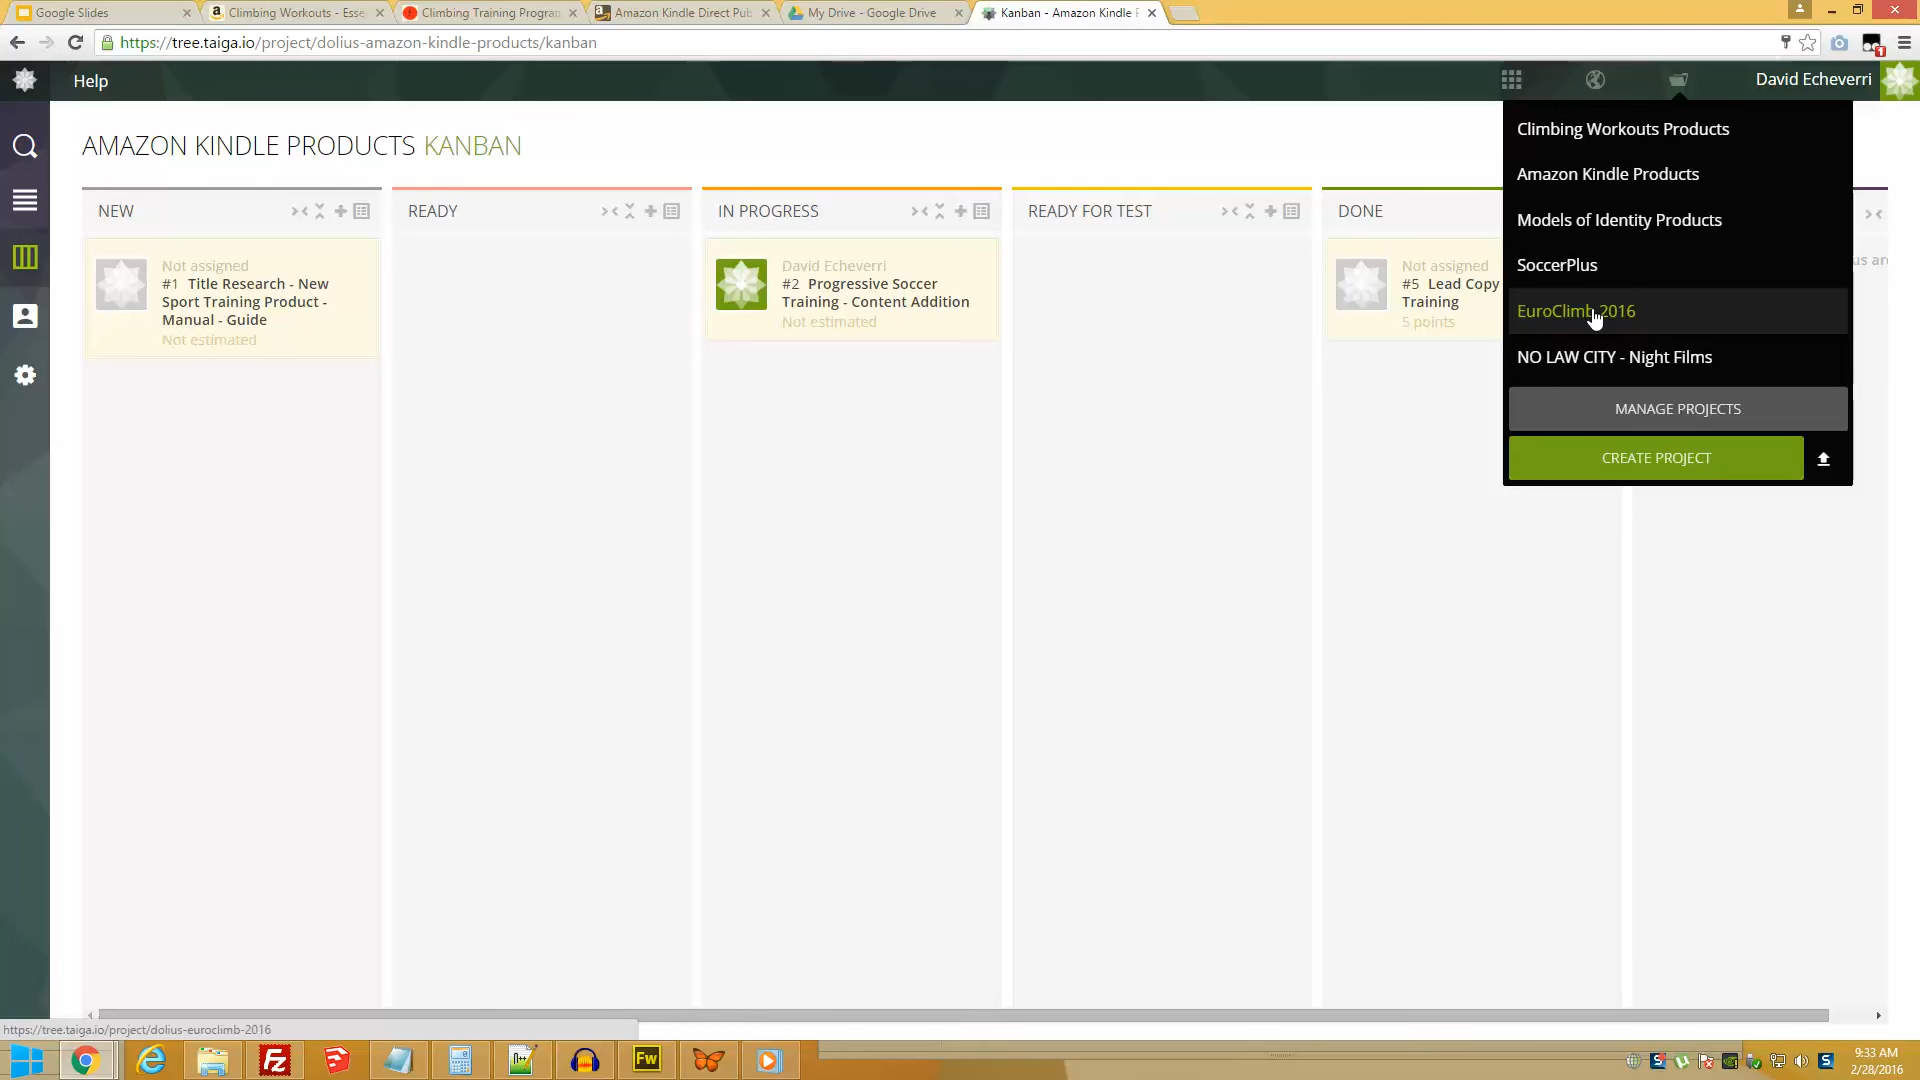 Google Slides
Climbing Workouts - Esse
Climbing Training Progran
Amazon Kindle Direct Pub
My Drive - Google Drive
Kanban - Amazon Kindle P
https://tree.taiga.io/project/dolius-amazon-kindle-products/kanban
Help
David Echeverri
AMAZON KINDLE PRODUCTS KANBAN
NEW
READY
IN PROGRESS
READY FOR TEST
DONE
Not assigned
#1 Title Research - New
Sport Training Product -
Manual - Guide
Not estimated
David Echeverri
#2 Progressive Soccer
Training - Content Addition
Not estimated
Not assigned
#5 Lead Copy
Training
5 points
Climbing Workouts Products
Amazon Kindle Products
Models of Identity Products
SoccerPlus
EuroClimb 2016
NO LAW CITY - Night Films
MANAGE PROJECTS
CREATE PROJECT
https://tree.taiga.io/project/dolius-euroclimb-2016
Fw
9:33 AM
2/28/2016